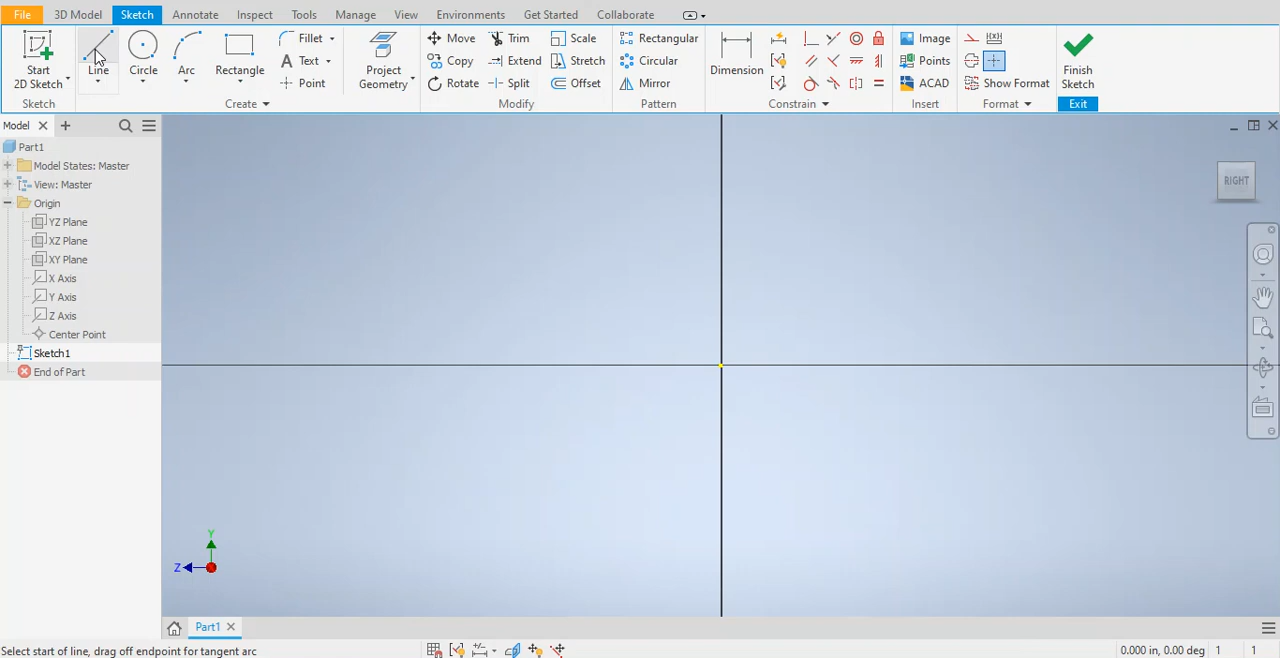 File 3D Model Sketch Annotate Inspect Tools Manage View Environments Get Started Collaborate
Start
2D Sketch
Line
Circle
Arc
Rectangle
Fillet
Text
Point
Project
Geometry
Move
Copy
Rotate
Trim
Extend
Split
Scale
Stretch
Offset
Rectangular
Circular
Mirror
Dimension
Image
Points
ACAD
Show Format
Finish
Sketch
Sketch Create Modify Pattern Constrain Insert Format Exit
Model
Part1
Model States: Master
View: Master
Origin
YZ Plane
XZ Plane
XY Plane
X Axis
Y Axis
Z Axis
Center Point
Sketch1
End of Part
RIGHT
Y
Z
Part1
Select start of line, drag off endpoint for tangent arc
0.000 in, 0.00 deg 1 1